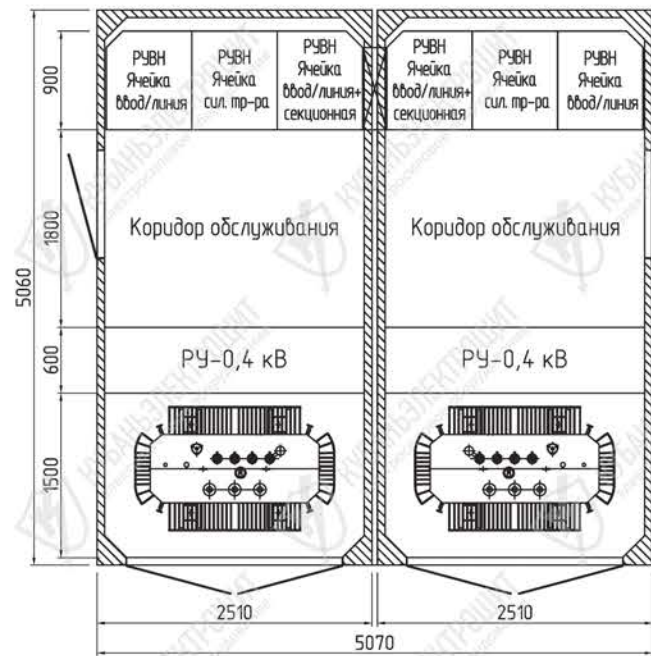 РУВН
Ячейка
ввод/линия
РУВН
Ячейка
сил. тр-ра
РУВН
Ячейка
ввод/линия+
секционная
РУВН
Ячейка
ввод/линия+
секционная
РУВН
Ячейка
сил. тр-ра
РУВН
Ячейка
ввод/линия
900
Коридор обслуживания
Коридор обслуживания
1800
5060
РУ-0,4 кВ
РУ-0,4 кВ
600
1500
2510
2510
5070
КУБАНЬЭЛЕКТРОЩИТ
КУБАНЬЭЛЕКТРОЩИТ